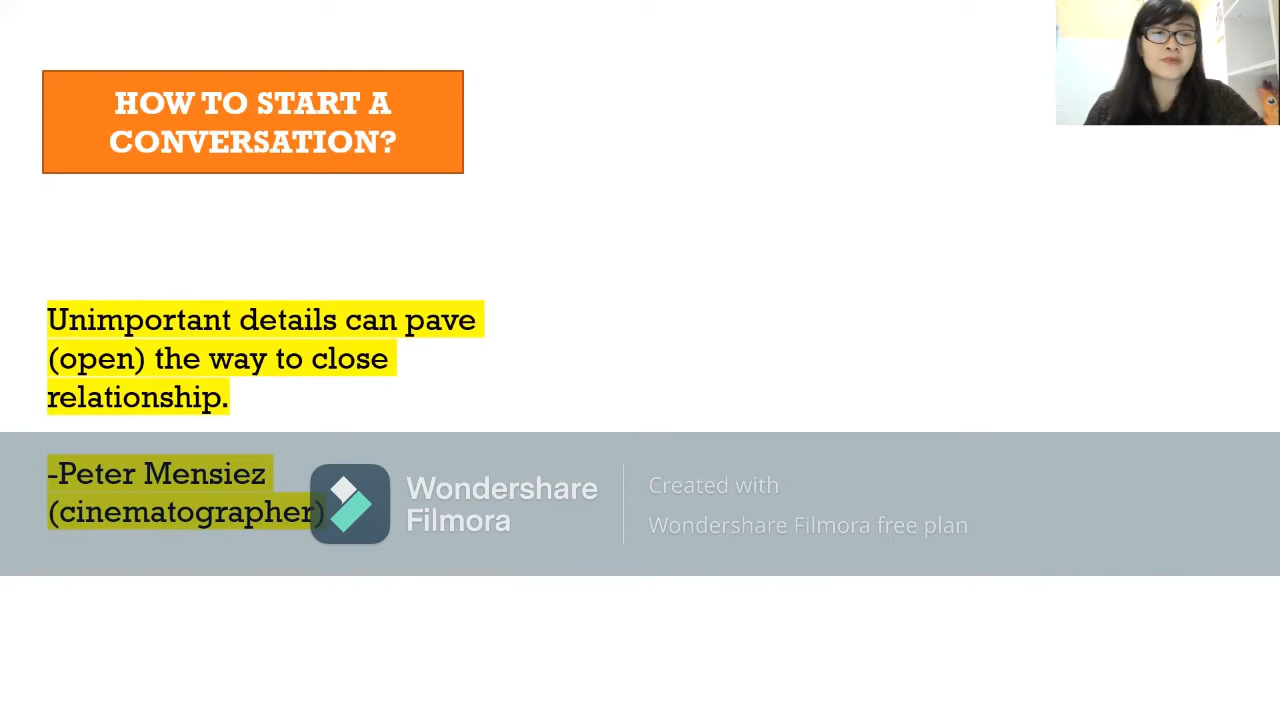 HOW TO START A
CONVERSATION?
Unimportant details can pave
(open) the way to close
relationship.
-Peter Mensiez
(cinematographer)
Wondershare
Filmora
Created with
Wondershare Filmora free plan